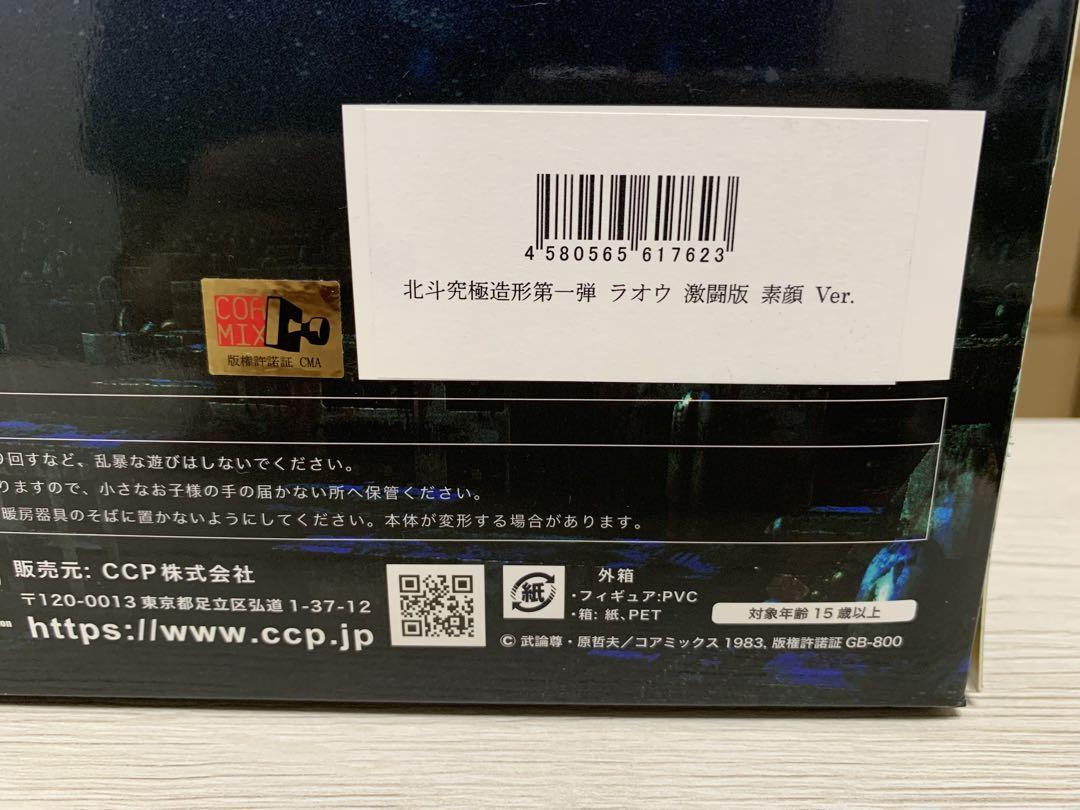 4 580565 617623
北斗究極造形第一弾 ラオウ 激闘版 素顔 Ver.
COR
MIX
版権許諾証 CMA
回すなど、乱暴な遊びはしないでください。
りますので、小さなお子様の手の届かない所へ保管ください。
暖房器具のそばに置かないようにしてください。本体が変形する場合があります。
販売元: CCP株式会社
〒120-0013 東京都足立区弘道 1-37-12
on https://www.ccp.jp
紙
外箱
・フィギュア:PVC
・箱: 紙、PET
対象年齢 15歳以上
© 武論尊・原哲夫／コアミックス 1983, 版権許諾証 GB-800